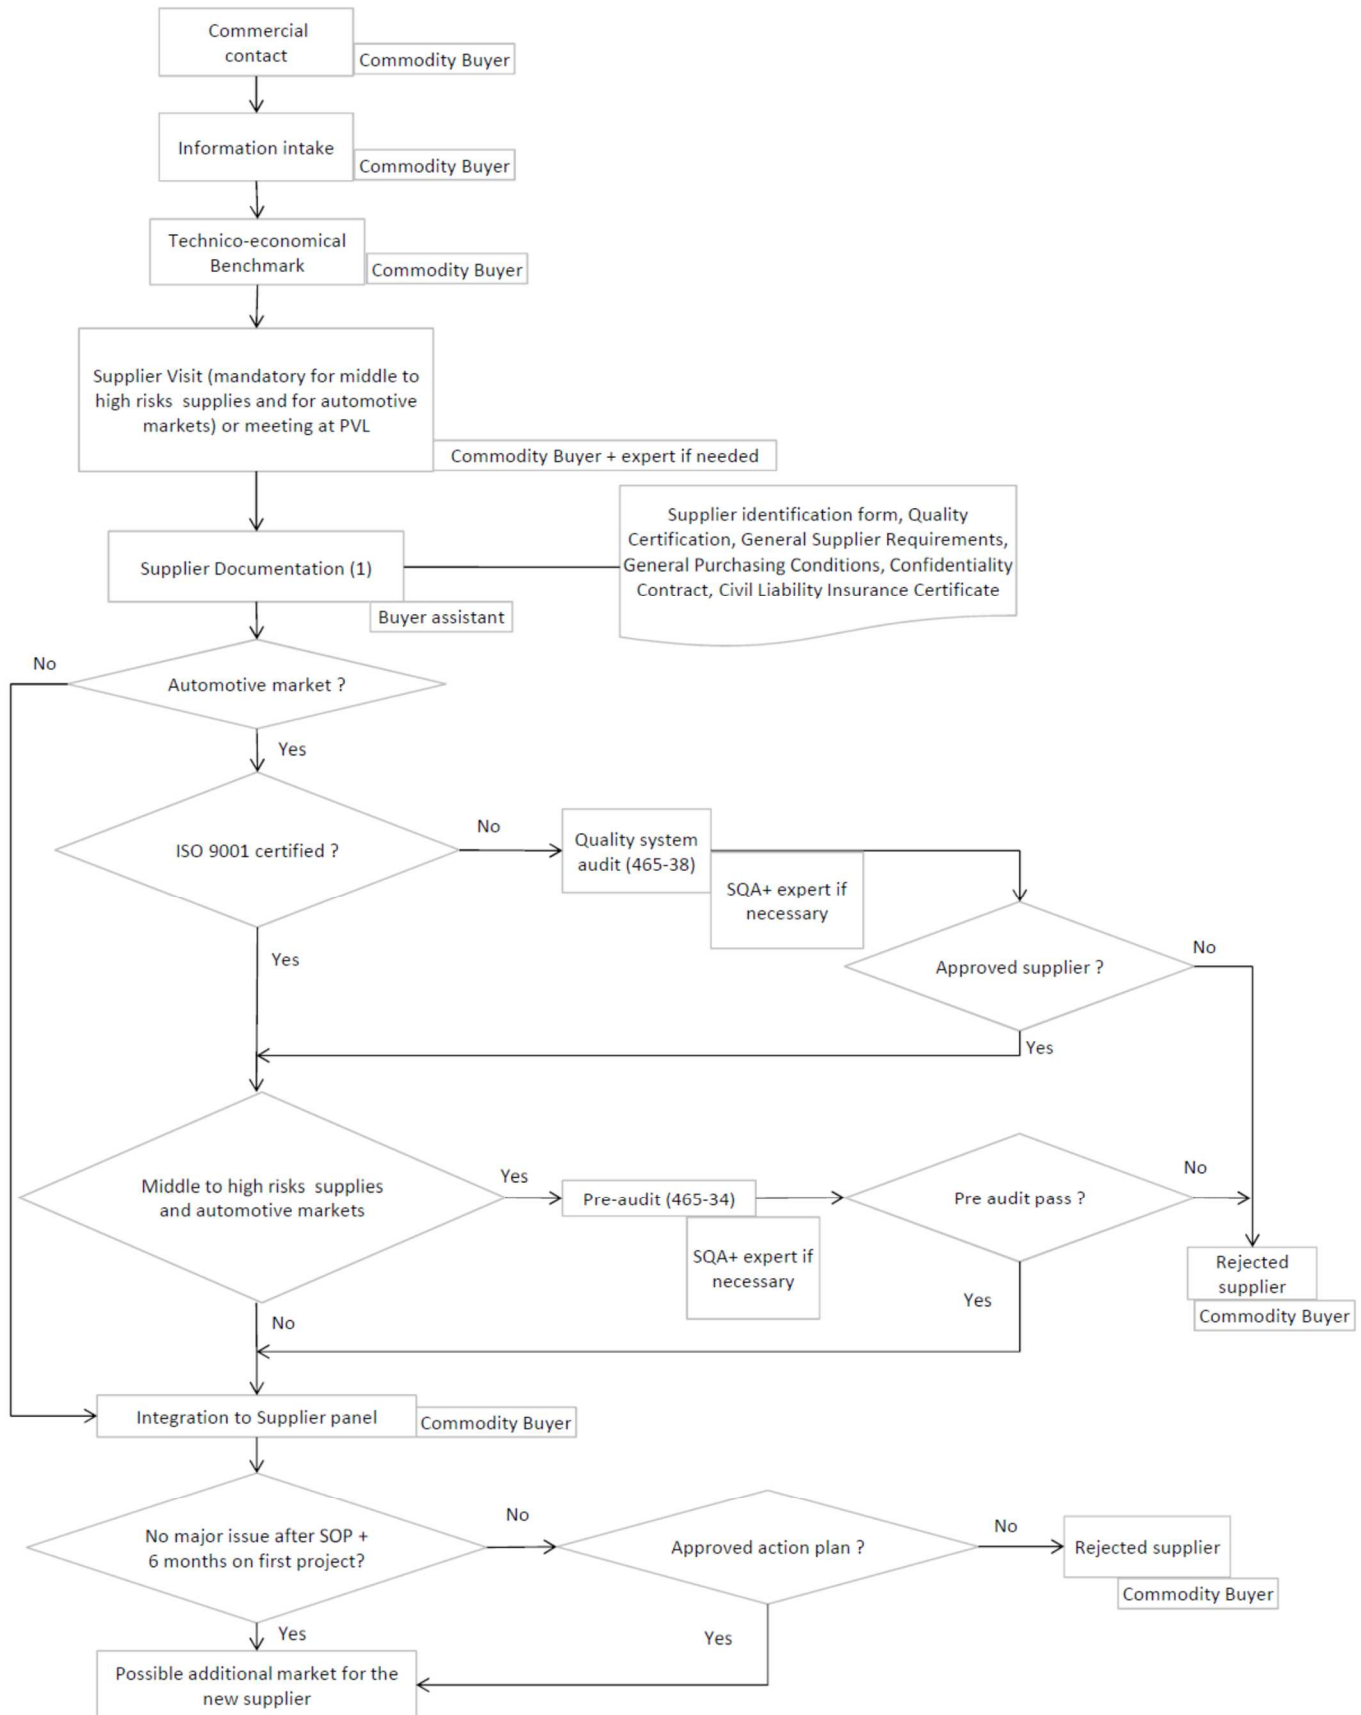 Commercial
contact
Commodity Buyer
Information intake
Commodity Buyer
Technico-economical
Benchmark
Commodity Buyer
Supplier Visit (mandatory for middle to
high risks supplies and for automotive
markets) or meeting at PVL
Commodity Buyer + expert if needed
Supplier identification form, Quality
Certification, General Supplier Requirements,
General Purchasing Conditions, Confidentiality
Contract, Civil Liability Insurance Certificate
Supplier Documentation (1)
Buyer assistant
No
Automotive market ?
Yes
ISO 9001 certified ?
No
Quality system
audit (465-38)
SQA+ expert if
necessary
Yes
Approved supplier ?
No
Yes
Middle to high risks supplies
and automotive markets
Yes
Pre-audit (465-34)
SQA+ expert if
necessary
Pre audit pass ?
No
Rejected
supplier
Commodity Buyer
Yes
No
Integration to Supplier panel
Commodity Buyer
No major issue after SOP +
6 months on first project?
No
Approved action plan ?
No
Rejected supplier
Commodity Buyer
Yes
Yes
Possible additional market for the
new supplier